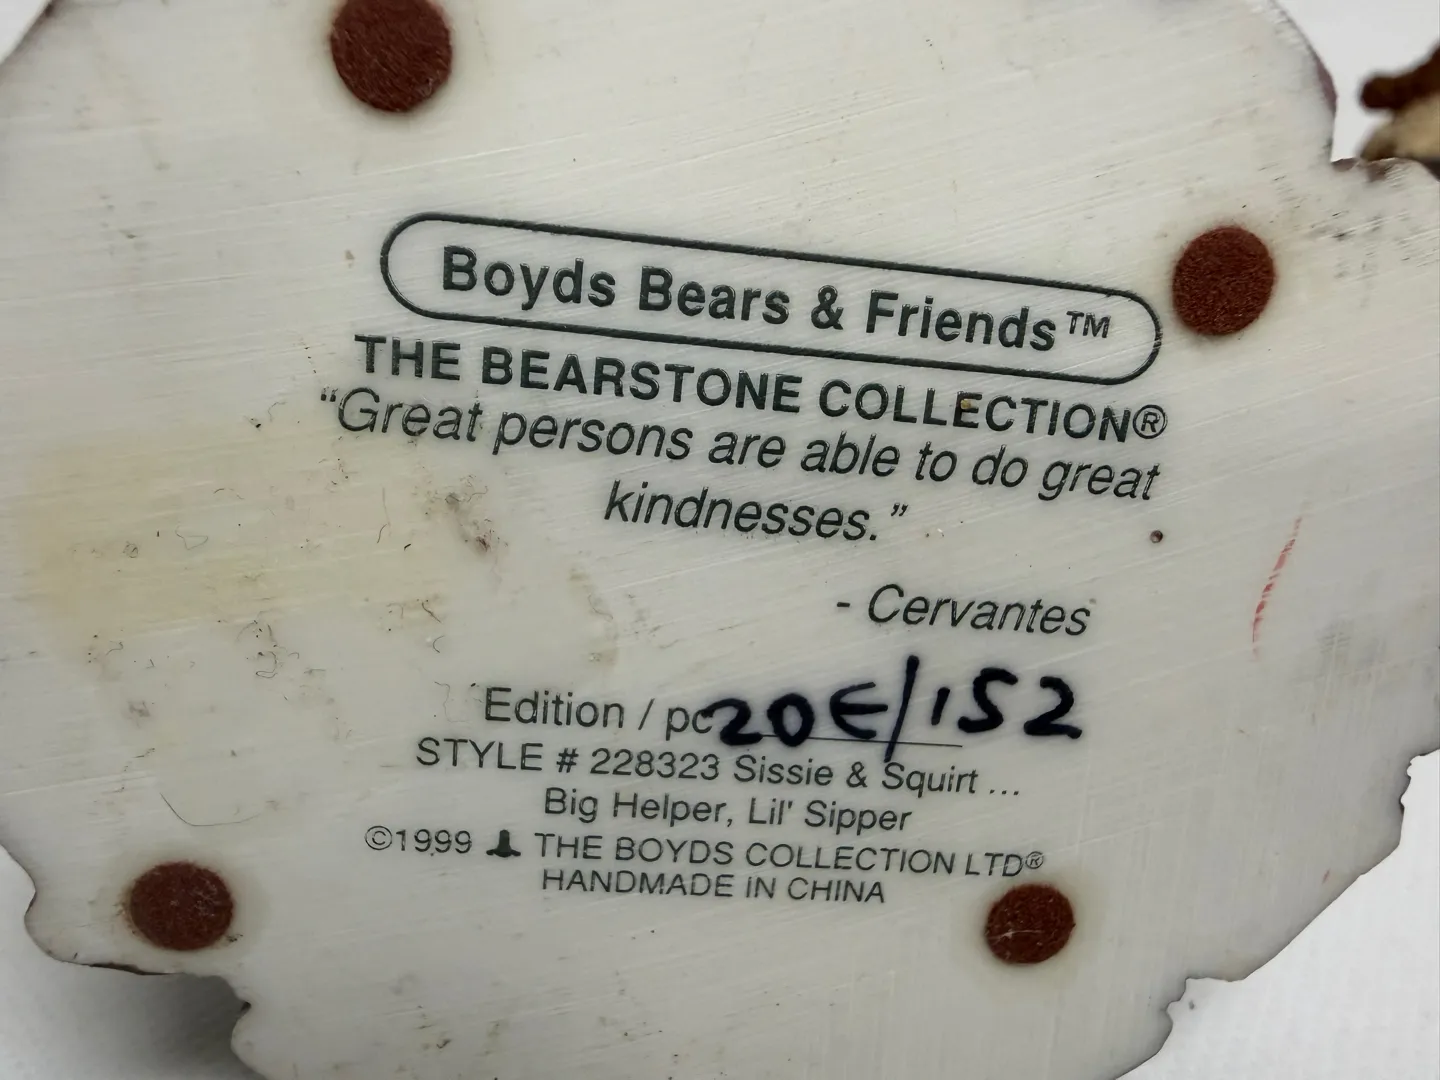 Boyds Bears & Friends™
THE BEARSTONE COLLECTION®
“Great persons are able to do great
kindnesses.”
- Cervantes
Edition / pc 20E/152
STYLE # 228323 Sissie & Squirt ...
Big Helper, Lil' Sipper
©1999 THE BOYDS COLLECTION LTD®
HANDMADE IN CHINA